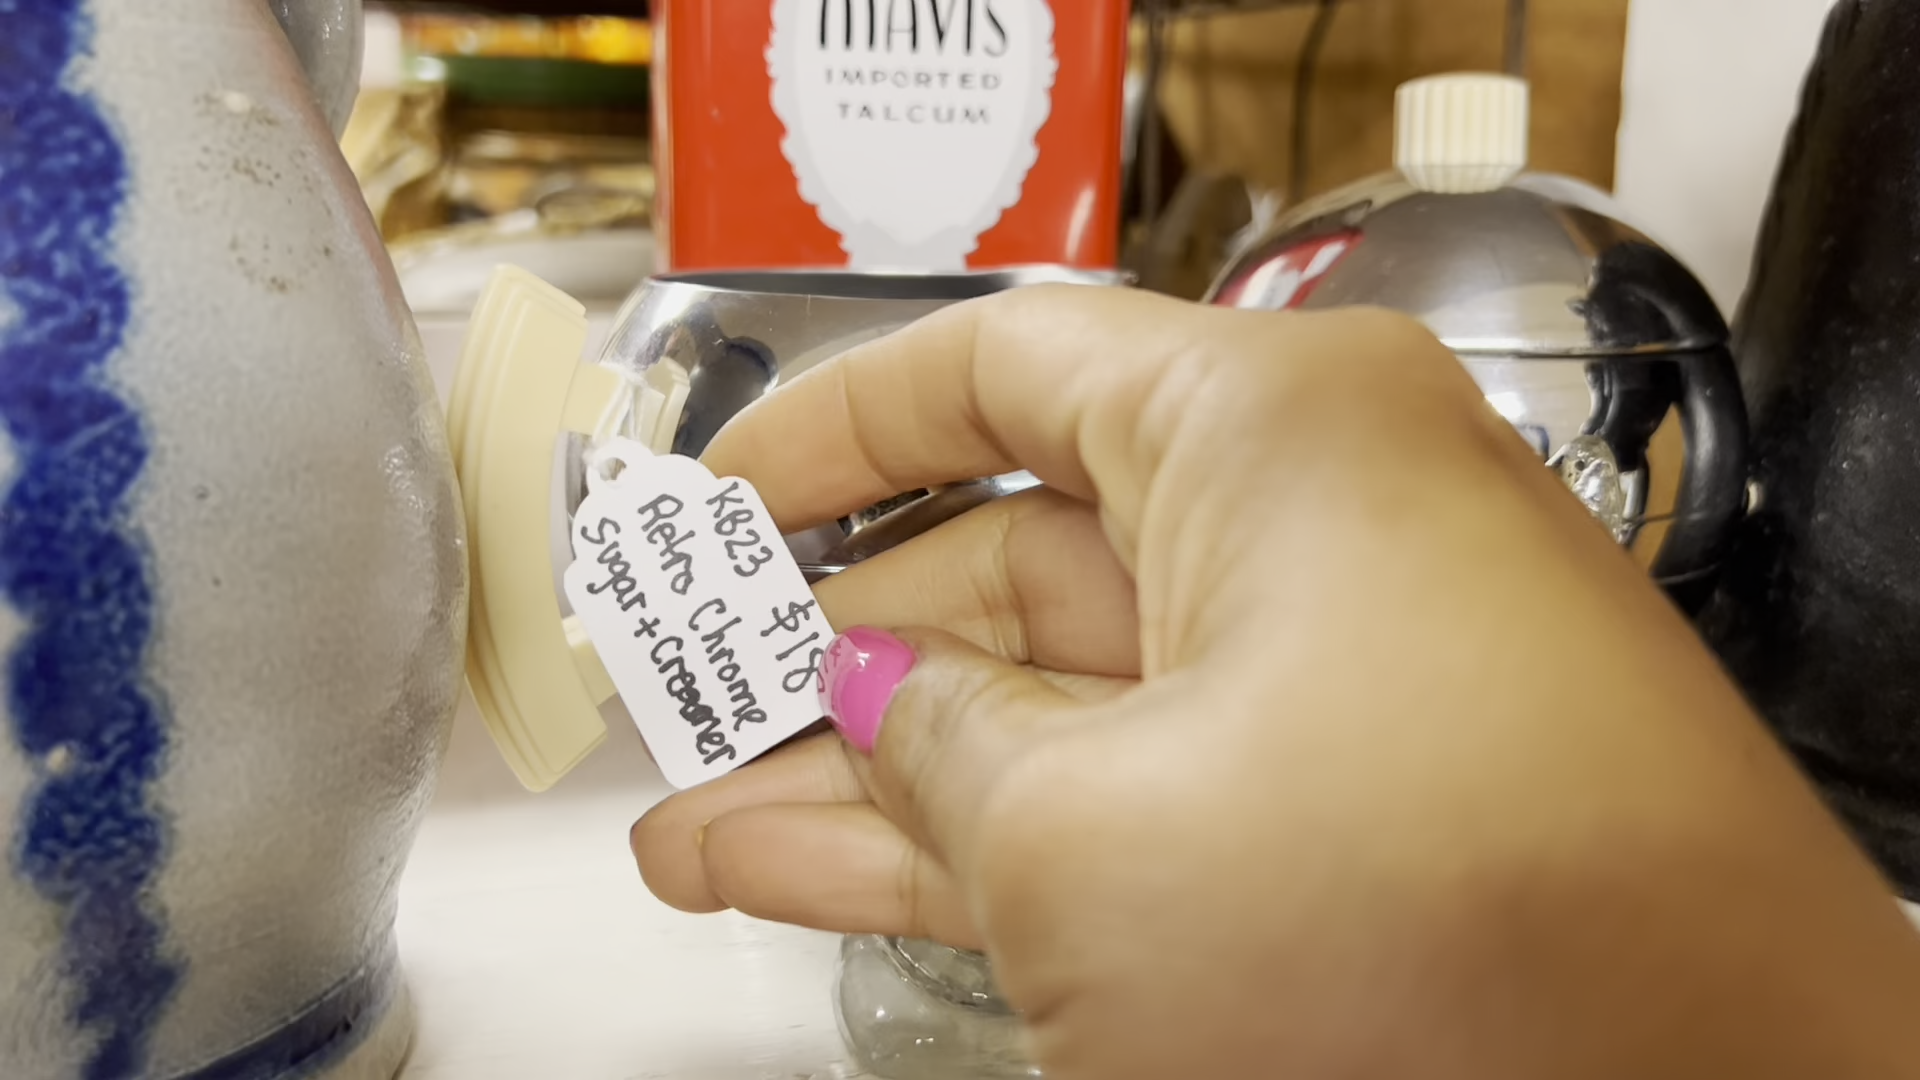 MAVIS
IMPORTED
TALCUM
KB23 $18
Retro Chrome
Sugar + Creamer